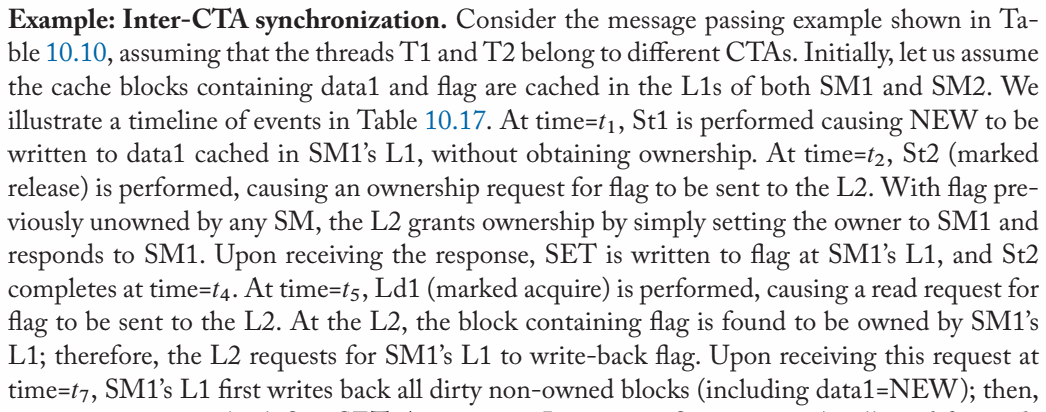 Example: Inter-CTA synchronization. Consider the message passing example shown in Ta-
ble 10.10, assuming that the threads T1 and T2 belong to different CTAs. Initially, let us assume
the cache blocks containing data1 and flag are cached in the L1s of both SM1 and SM2. We
illustrate a timeline of events in Table 10.17. At time=t₁, St1 is performed causing NEW to be
written to data1 cached in SM1's L1, without obtaining ownership. At time=t₂, St2 (marked
release) is performed, causing an ownership request for flag to be sent to the L2. With flag pre-
viously unowned by any SM, the L2 grants ownership by simply setting the owner to SM1 and
responds to SM1. Upon receiving the response, SET is written to flag at SM1's L1, and St2
completes at time=t₄. At time=t₅, Ld1 (marked acquire) is performed, causing a read request for
flag to be sent to the L2. At the L2, the block containing flag is found to be owned by SM1's
L1; therefore, the L2 requests for SM1's L1 to write-back flag. Upon receiving this request at
time=t₇, SM1's L1 first writes back all dirty non-owned blocks (including data1=NEW); then,